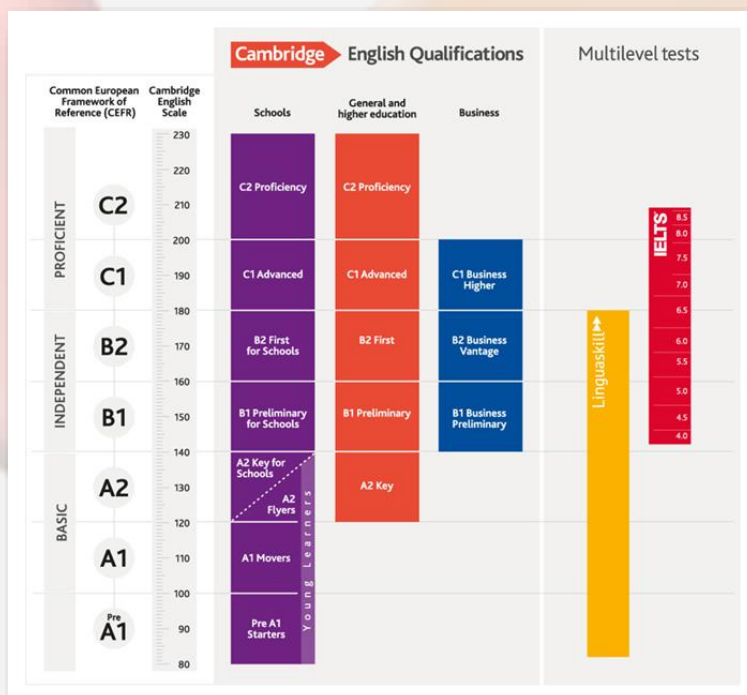 Cambridge English Qualifications
Multilevel tests
Common European
Framework of
Reference (CEFR)
Cambridge
English
Scale
Schools
General and
higher education
Business
PROFICIENT
INDEPENDENT
BASIC
C2
C1
B2
B1
A2
A1
Pre
A1
230
220
210
200
190
180
170
160
150
140
130
120
110
100
90
80
C2 Proficiency
C1 Advanced
B2 First
for Schools
B1 Preliminary
for Schools
A2 Key for
Schools
A2
Flyers
A1 Movers
Pre A1
Starters
Young Learners
C2 Proficiency
C1 Advanced
B2 First
B1 Preliminary
A2 Key
C1 Business
Higher
B2 Business
Vantage
B1 Business
Preliminary
Linguaskill
IELTS
8.5
8.0
7.5
7.0
6.5
6.0
5.5
5.0
4.5
4.0